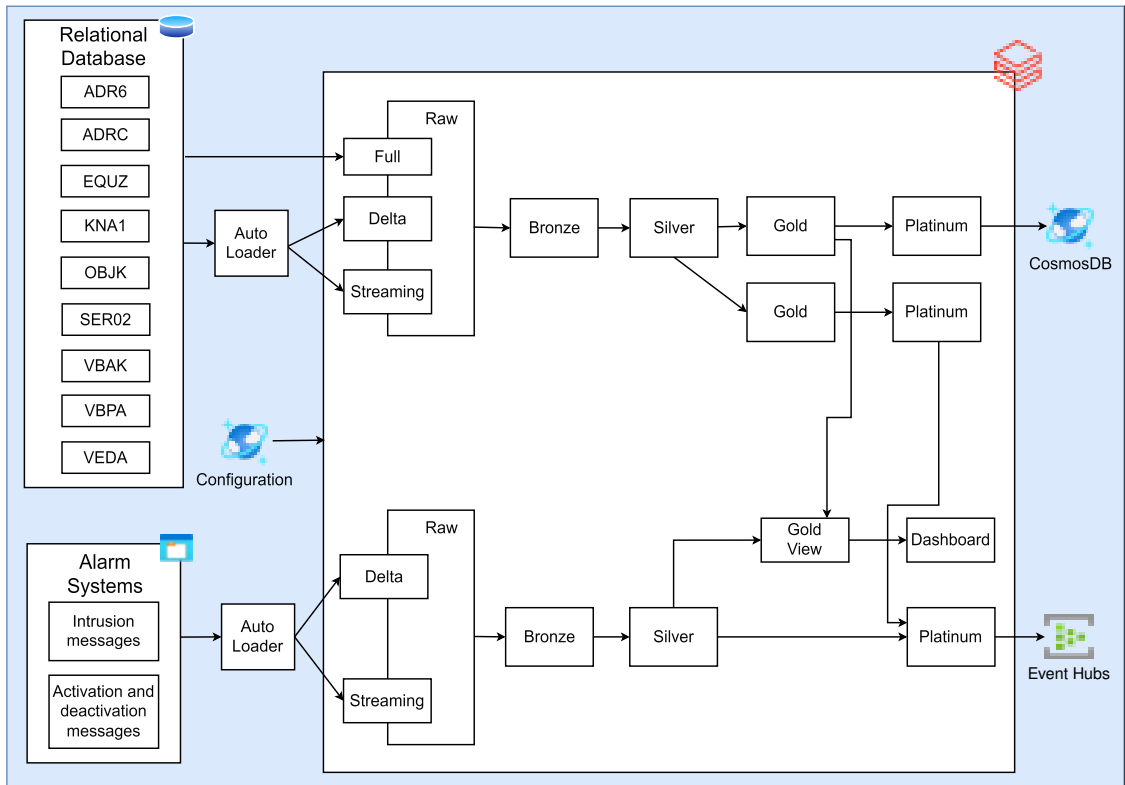 Relational
Database
ADR6
ADRC
EQUZ
KNA1
OBJK
SER02
VBAK
VBPA
VEDA
Auto
Loader
Raw
Full
Delta
Streaming
Bronze
Silver
Gold
Platinum
CosmosDB
Gold
Platinum
Configuration
Alarm
Systems
Intrusion
messages
Activation and
deactivation
messages
Auto
Loader
Raw
Delta
Streaming
Bronze
Silver
Gold
View
Dashboard
Platinum
Event Hubs